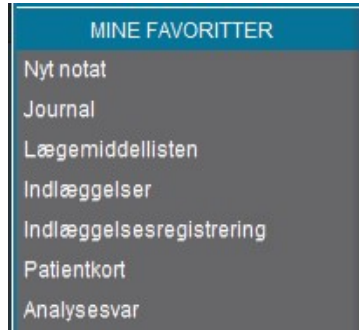 MINE FAVORITTER
Nyt notat
Journal
Lægemiddellisten
Indlæggelser
Indlæggelsesregistrering
Patientkort
Analysesvar